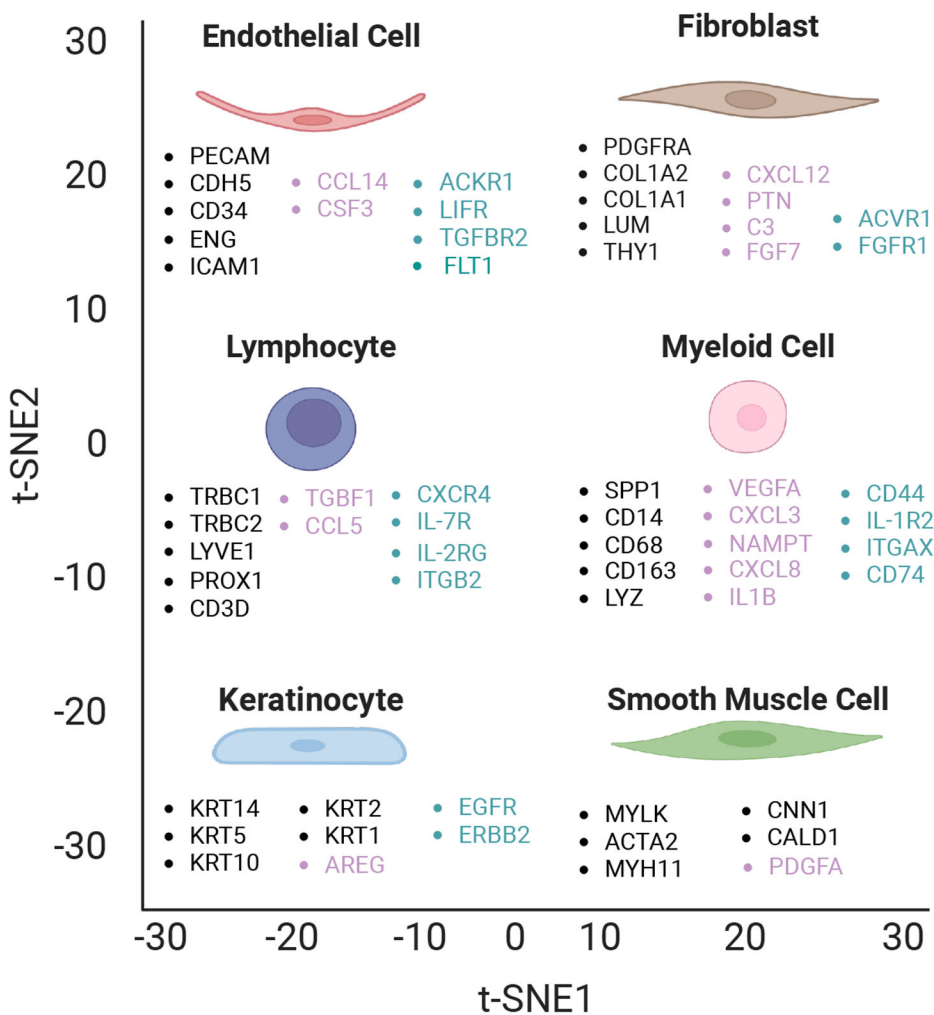 30
Endothelial Cell
Fibroblast
PECAM
CDH5
CD34
ENG
ICAM1
CCL14
CSF3
ACKR1
LIFR
TGFBR2
FLT1
PDGFRA
COL1A2
COL1A1
LUM
THY1
CXCL12
PTN
C3
FGF7
ACVR1
FGFR1
20
10
Lymphocyte
Myeloid Cell
t-SNE2
0
TRBC1
TRBC2
LYVE1
PROX1
CD3D
TGBF1
CCL5
CXCR4
IL-7R
IL-2RG
ITGB2
SPP1
CD14
CD68
CD163
LYZ
VEGFA
CXCL3
NAMPT
CXCL8
IL1B
CD44
IL-1R2
ITGAX
CD74
-10
-20
Keratinocyte
Smooth Muscle Cell
KRT14
KRT5
KRT10
KRT2
KRT1
AREG
EGFR
ERBB2
MYLK
ACTA2
MYH11
CNN1
CALD1
PDGFA
-30
-30 -20 -10 0 10 20 30
t-SNE1